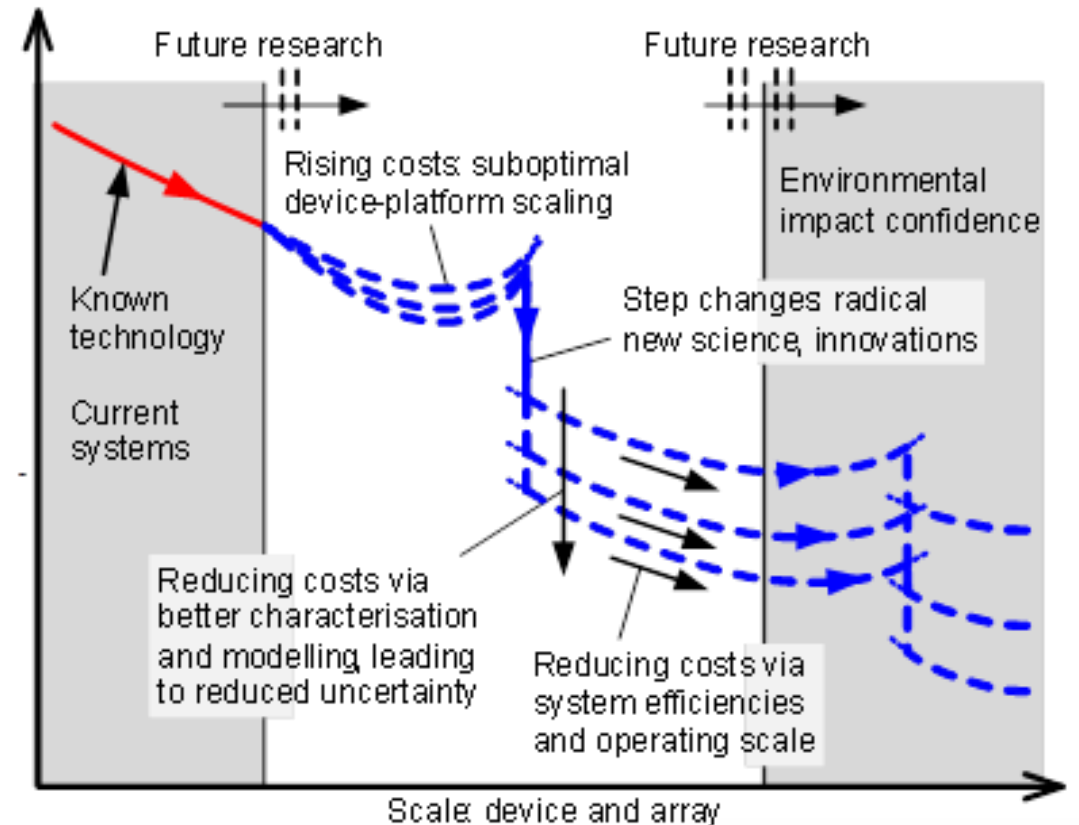 Future research
Future research
Rising costs: suboptimal
device-platform scaling
Environmental
impact confidence
Known
technology
Step changes: radical
new science, innovations
Current
systems
Reducing costs via
better characterisation
and modelling, leading
to reduced uncertainty
Reducing costs via
system efficiencies
and operating scale
Scale: device and array